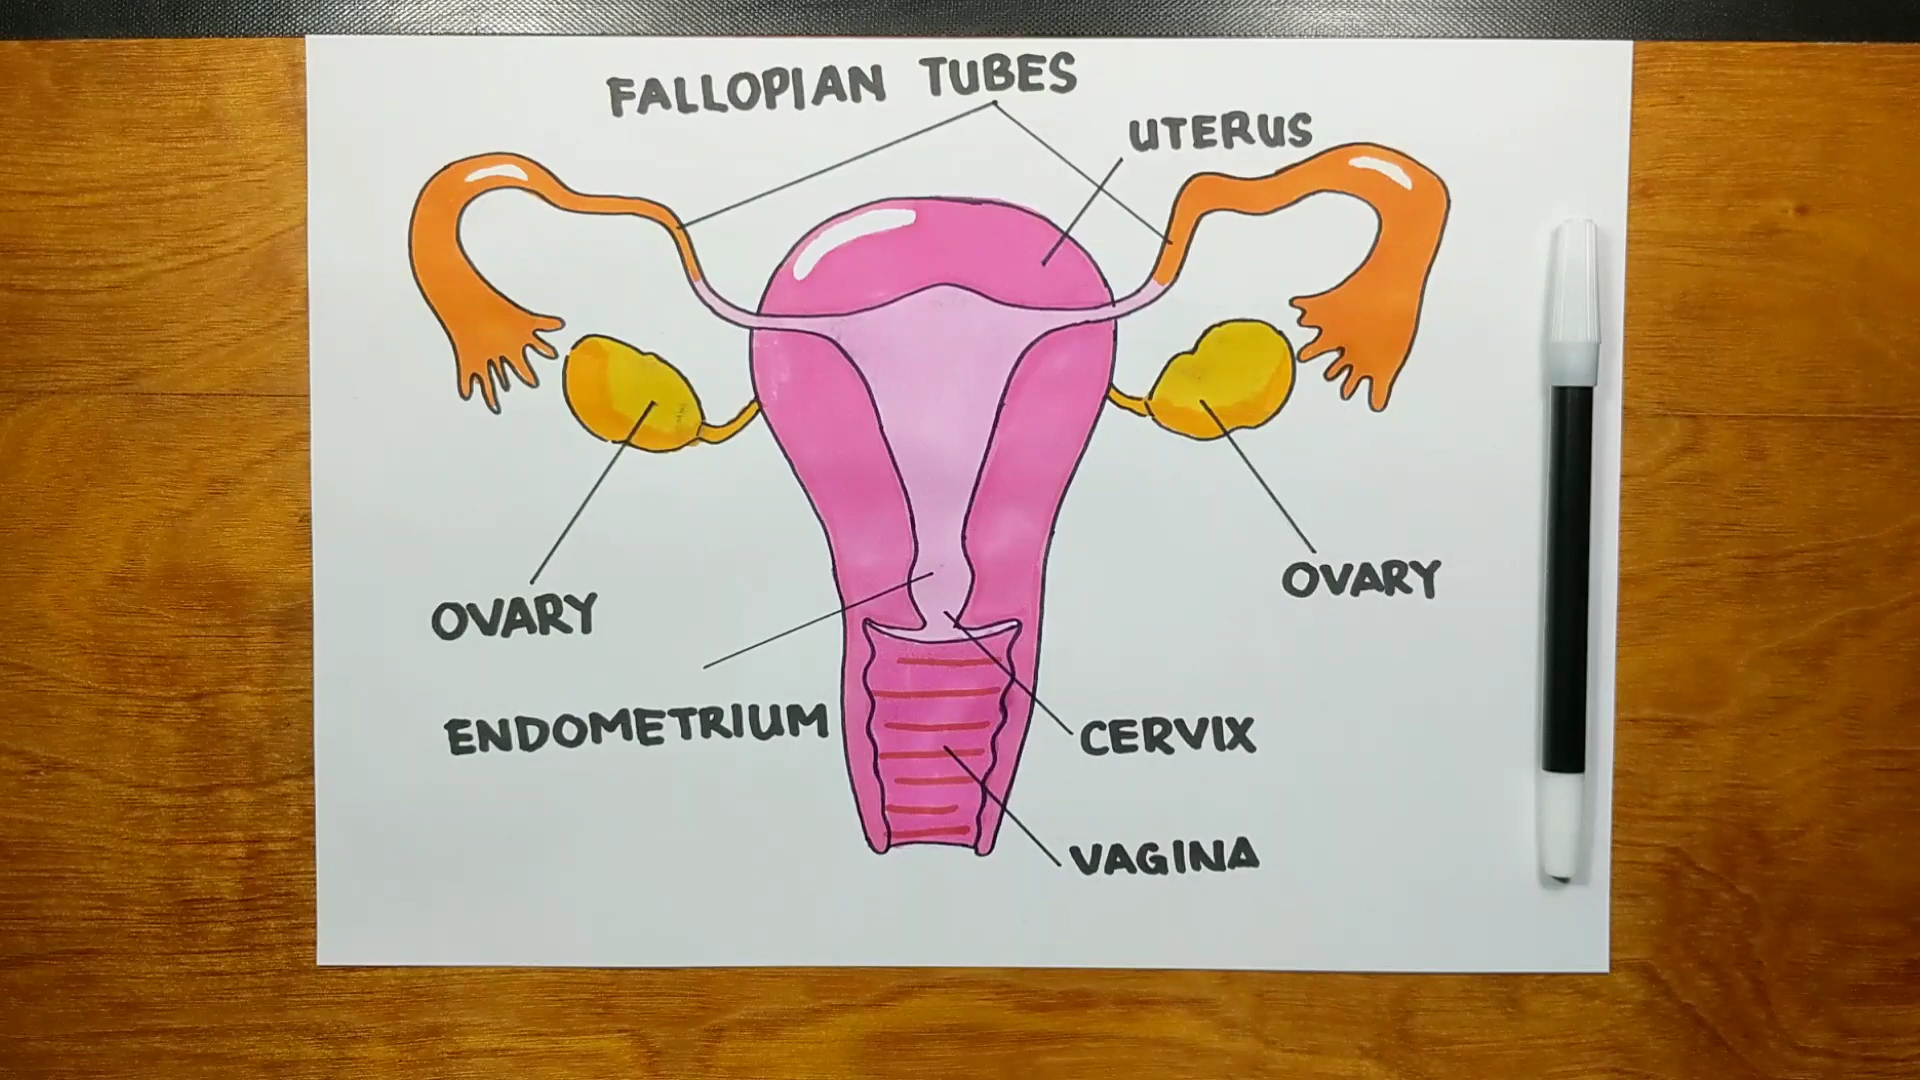 FALLOPIAN TUBES
UTERUS
OVARY
OVARY
ENDOMETRIUM
CERVIX
VAGINA